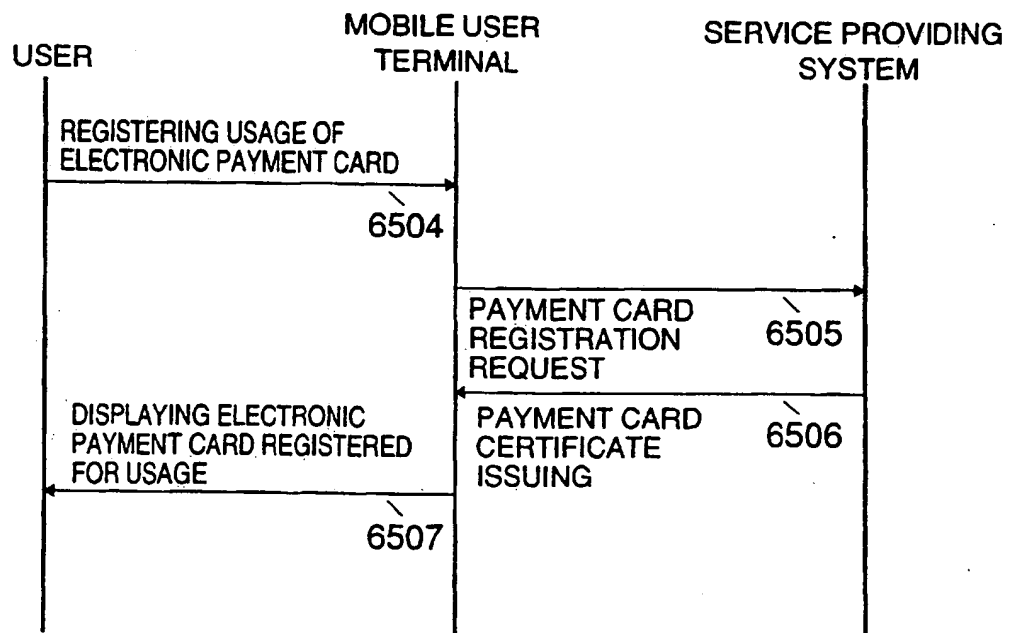 USER
MOBILE USER
TERMINAL
SERVICE PROVIDING
SYSTEM
REGISTERING USAGE OF
ELECTRONIC PAYMENT CARD
6504
PAYMENT CARD
REGISTRATION
REQUEST
6505
DISPLAYING ELECTRONIC
PAYMENT CARD REGISTERED
FOR USAGE
PAYMENT CARD
CERTIFICATE
ISSUING
6506
6507